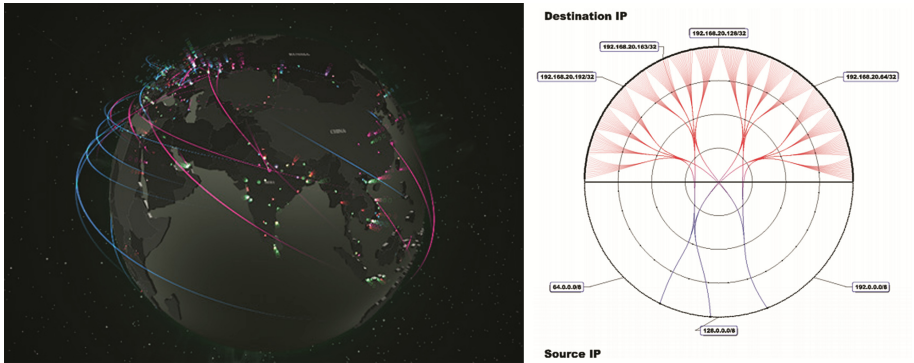 CHINA
Destination IP
192.168.20.128/32
192.168.20.163/32
192.168.20.192/32
192.168.20.64/32
64.0.0.0/8
192.0.0.0/8
128.0.0.0/8
Source IP